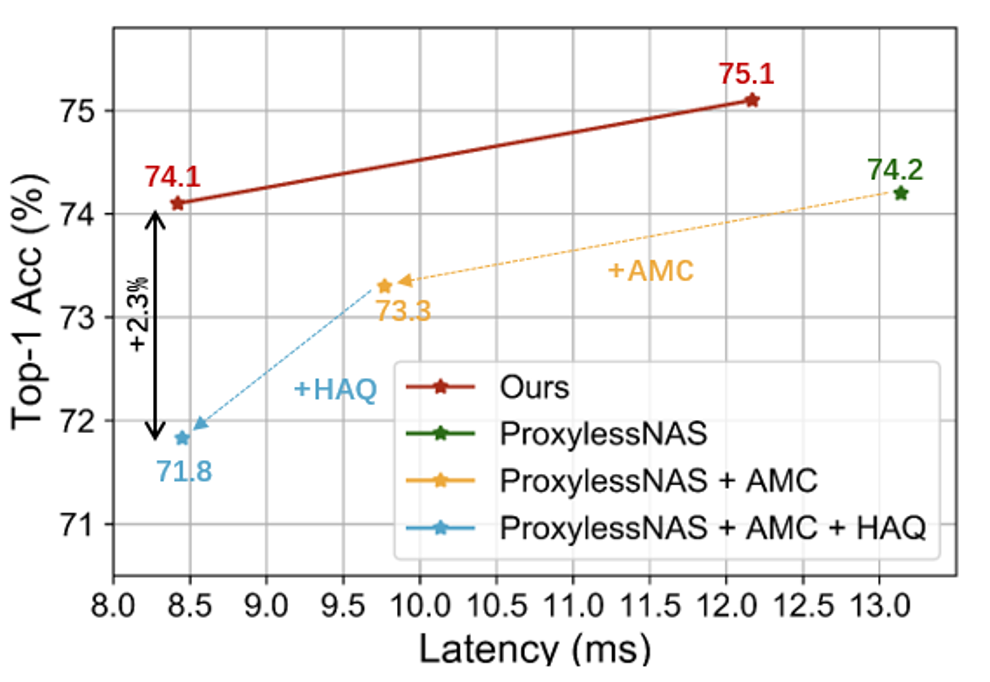 75.1
74.1
74.2
+AMC
73.3
+2.3%
+HAQ
71.8
Top-1 Acc (%)
75
74
73
72
71
Ours
ProxylessNAS
ProxylessNAS + AMC
ProxylessNAS + AMC + HAQ
8.0 8.5 9.0 9.5 10.0 10.5 11.0 11.5 12.0 12.5 13.0
Latency (ms)